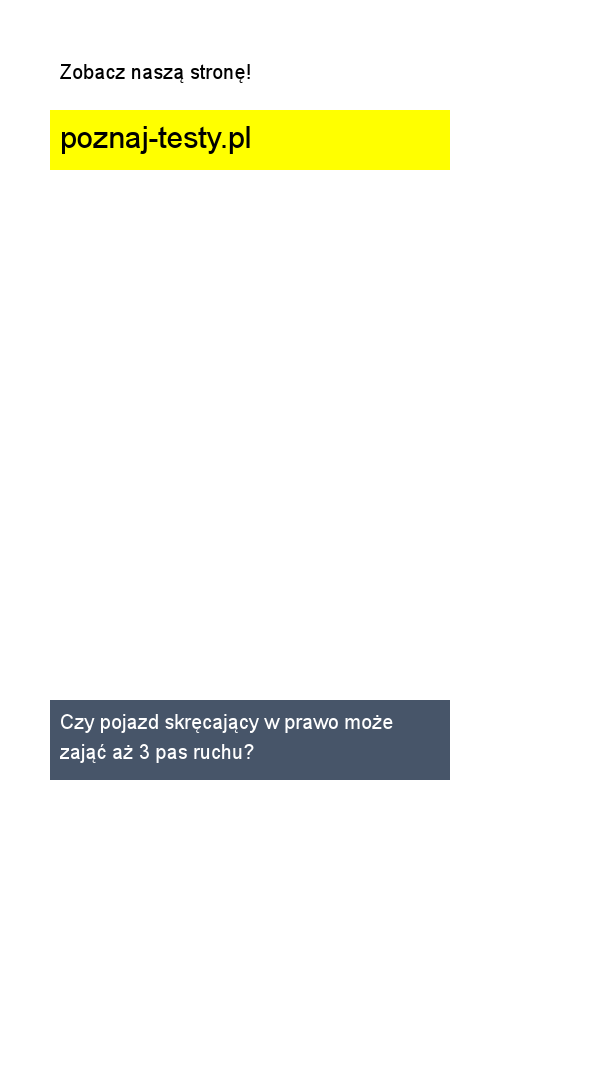 Zobacz naszą stronę!
poznaj-testy.pl
Czy pojazd skręcający w prawo może
zająć aż 3 pas ruchu?